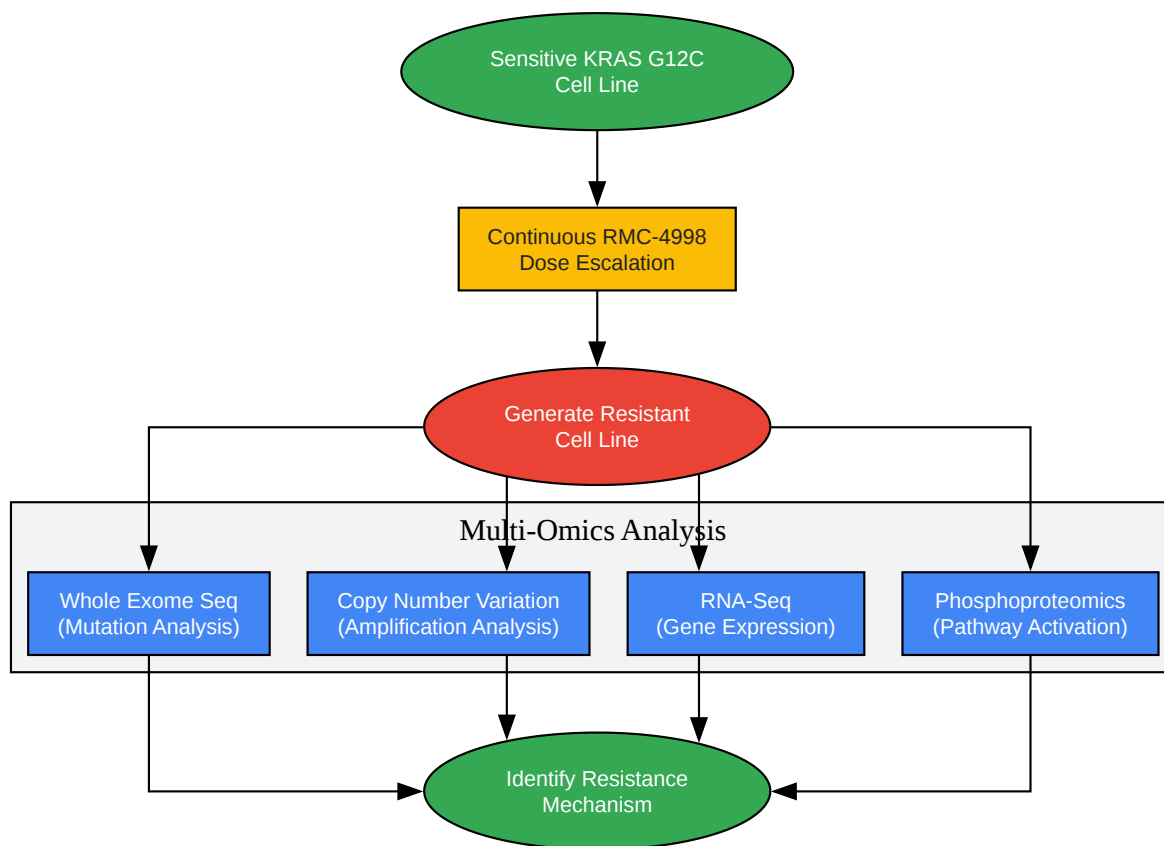 Sensitive KRAS G12C
Cell Line
Continuous RMC-4998
Dose Escalation
Generate Resistant
Cell Line
Multi-Omics Analysis
Whole Exome Seq
(Mutation Analysis)
Copy Number Variation
(Amplification Analysis)
RNA-Seq
(Gene Expression)
Phosphoproteomics
(Pathway Activation)
Identify Resistance
Mechanism